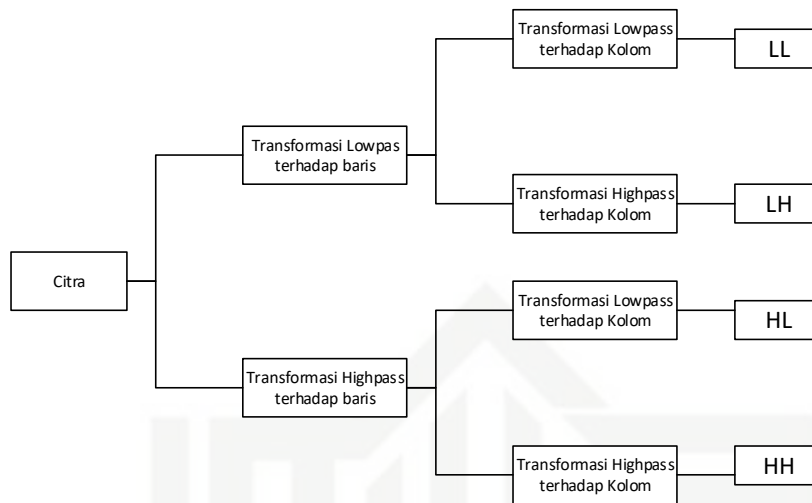 Transformasi Lowpass
terhadap Kolom
LL
Transformasi Lowpas
terhadap baris
Transformasi Highpass
terhadap Kolom
LH
Citra
Transformasi Lowpass
terhadap Kolom
HL
Transformasi Highpass
terhadap baris
Transformasi Highpass
terhadap Kolom
HH